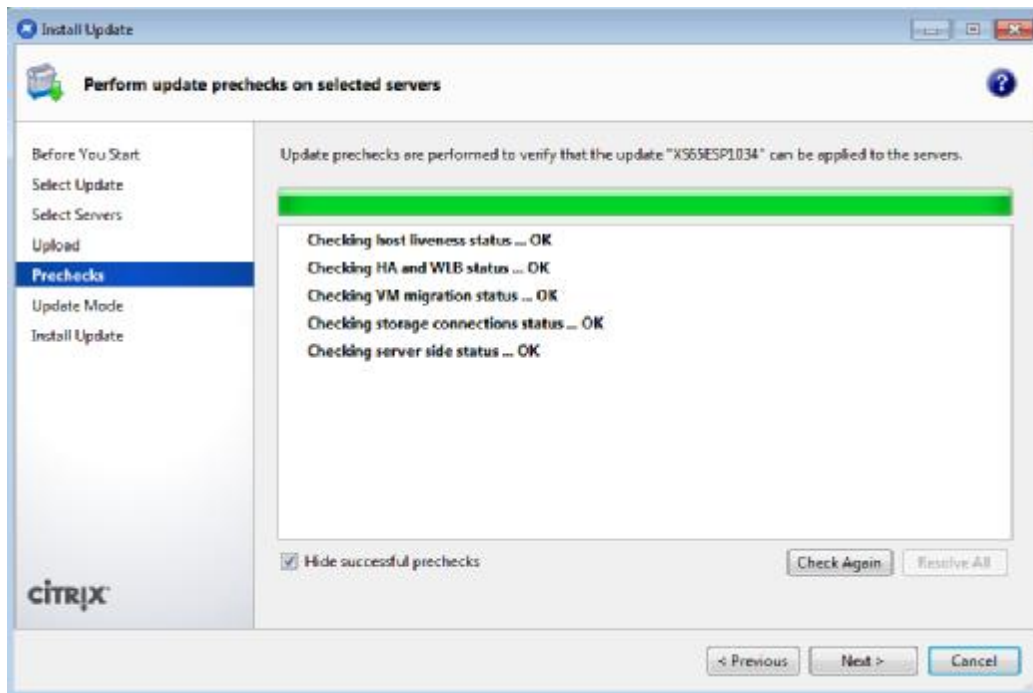 Install Update
Perform update prechecks on selected servers
Before You Start
Select Update
Select Servers
Upload
Prechecks
Update Mode
Install Update
Update prechecks are performed to verify that the update "XS65ESP1034" can be applied to the servers.
Checking host liveness status ... OK
Checking HA and WLB status ... OK
Checking VM migration status ... OK
Checking storage connections status ... OK
Checking server side status ... OK
Hide successful prechecks
Check Again
Resolve All
CİTRIX
< Previous
Next >
Cancel